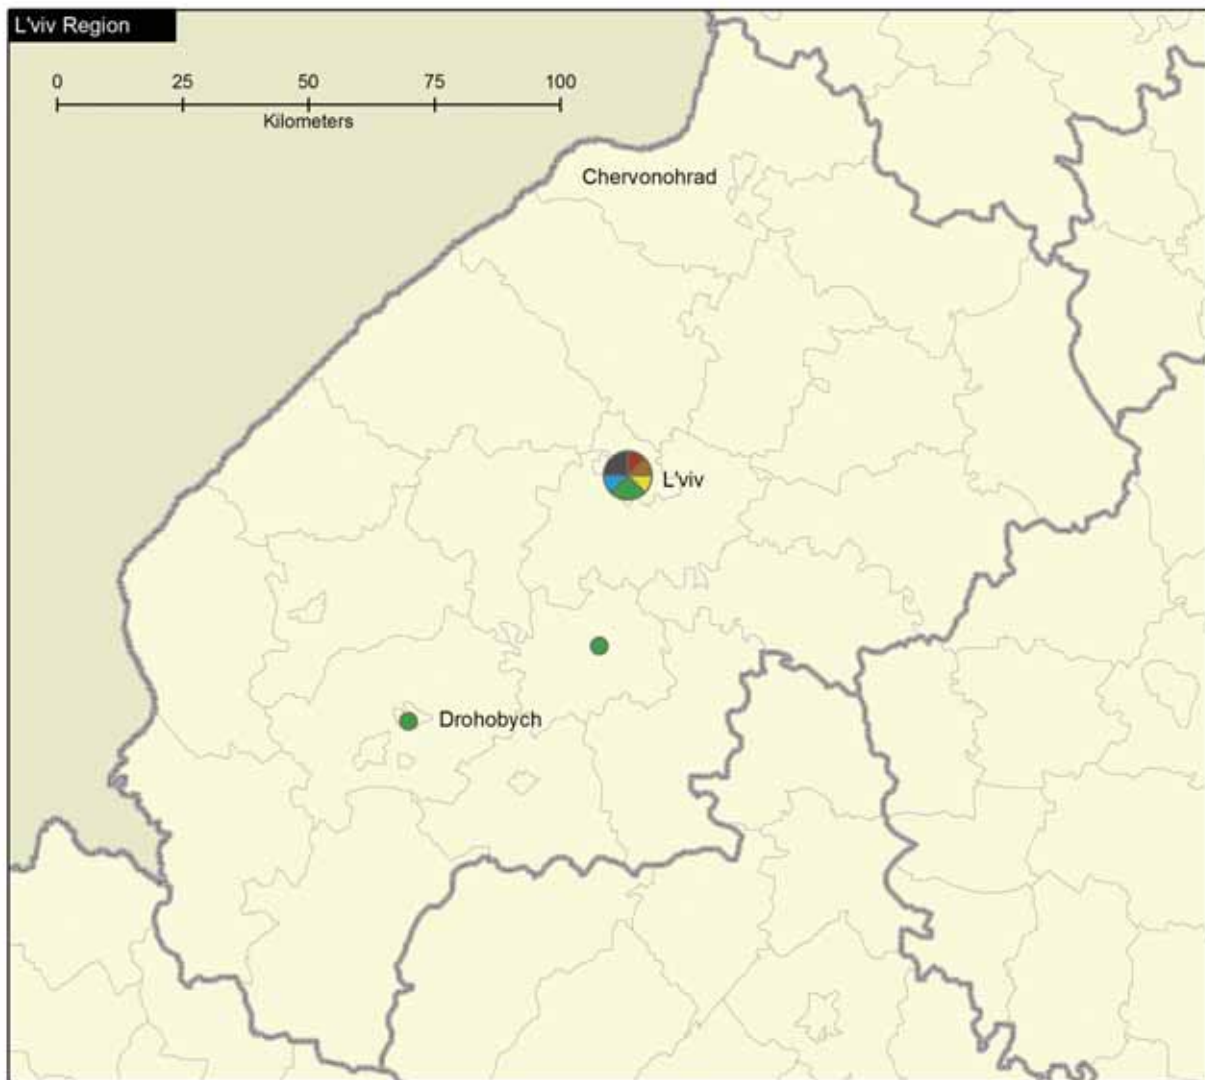 L'viv Region
0 25 50 75 100
Kilometers
Chervonohrad
L'viv
Drohobych